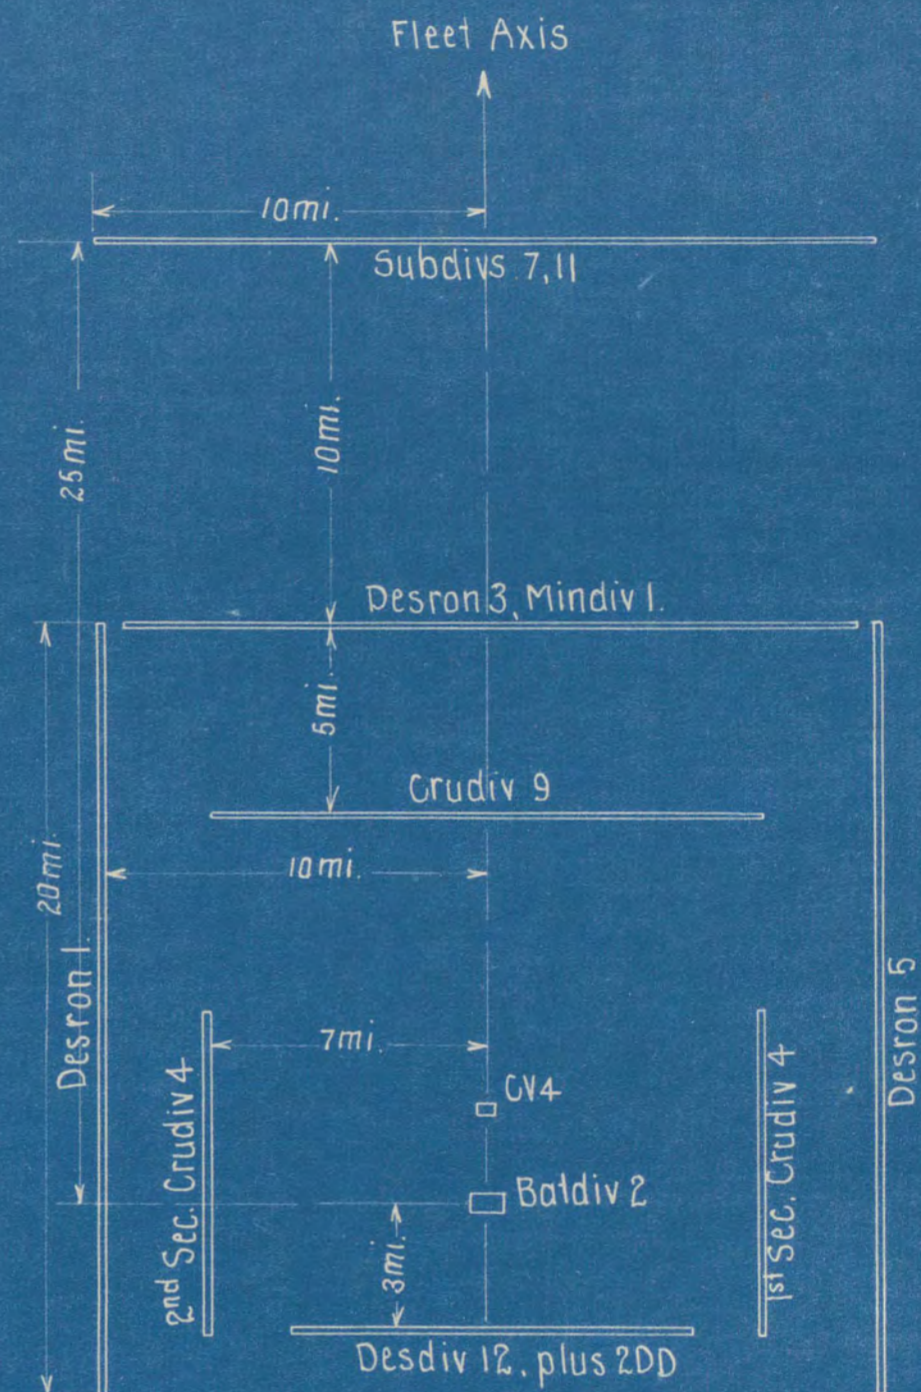 Fleet Axis
10mi.
Subdivs 7,11
25mi.
10mi.
Desron 3, Mindiv 1.
5mi.
Crudiv 9
20mi.
10mi.
Desron 1.
Desron 5
7mi.
CV4
2nd Sec. Crudiv 4
1st Sec. Crudiv 4
Batdiv 2
3mi.
Desdiv 12, plus 2DD